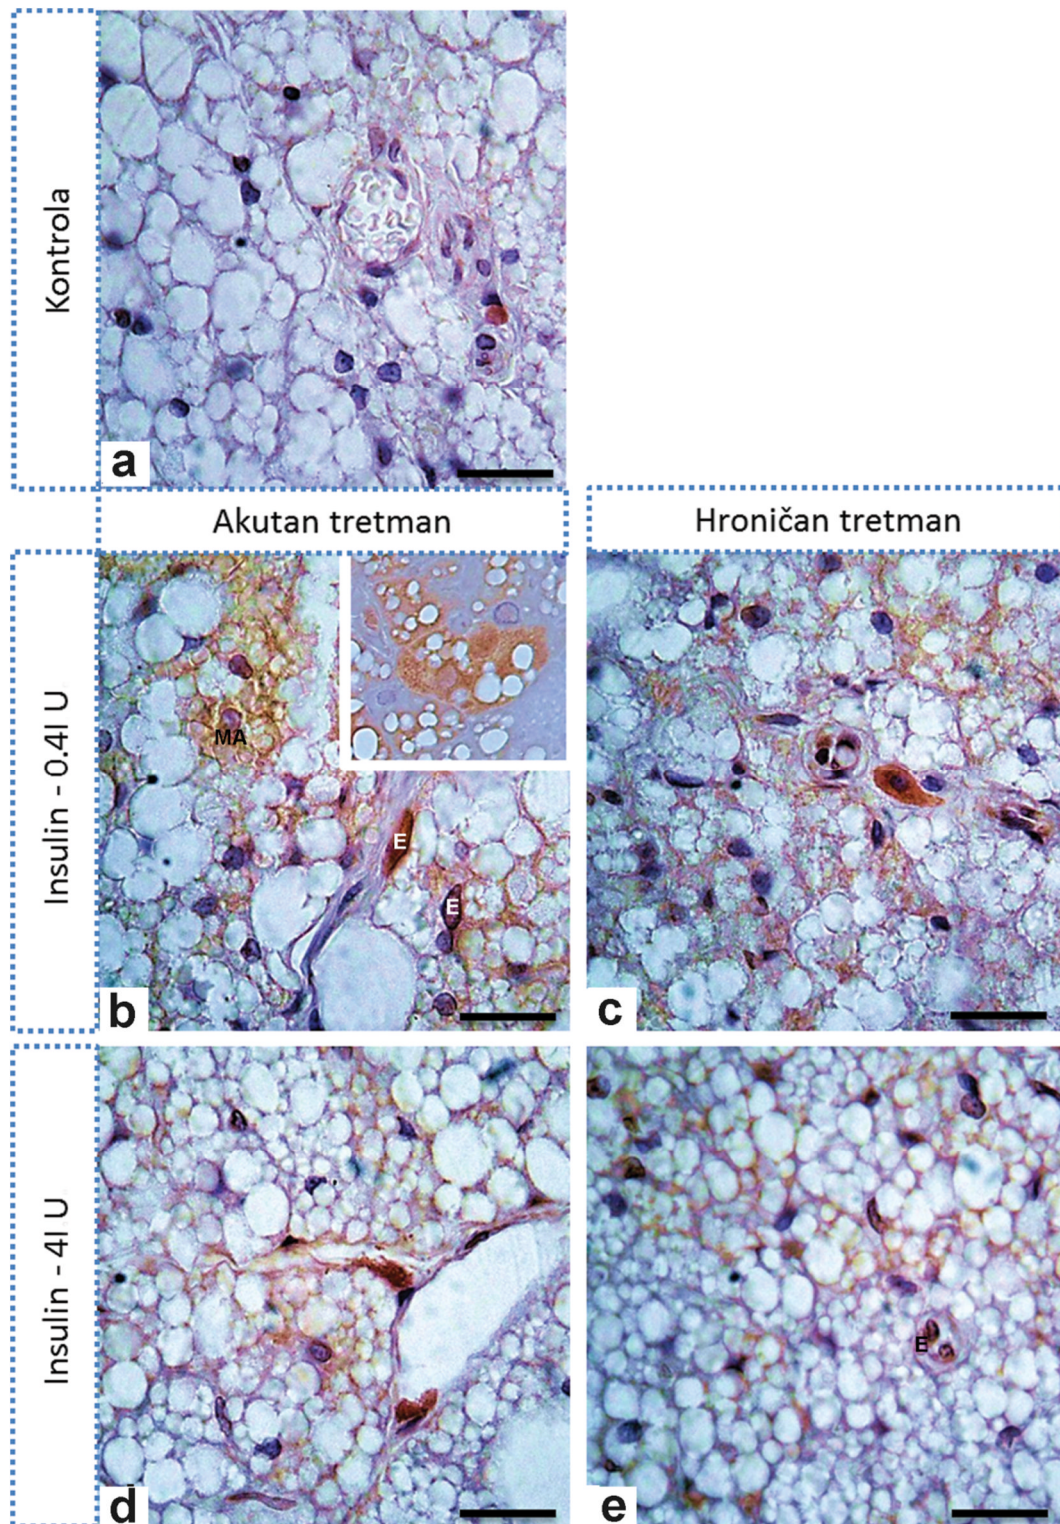 Kontrola
a
Akutan tretman
Hroničan tretman
Insulin - 0.4I U
MA
E
E
b
c
Insulin - 4I U
E
d
e